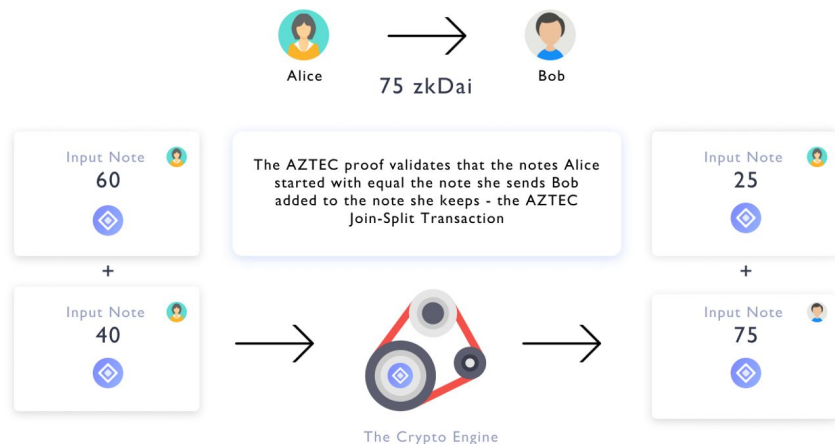 Alice
75 zkDai
Bob
Input Note
60
+
Input Note
40
The AZTEC proof validates that the notes Alice
started with equal the note she sends Bob
added to the note she keeps - the AZTEC
Join-Split Transaction
The Crypto Engine
Input Note
25
+
Input Note
75